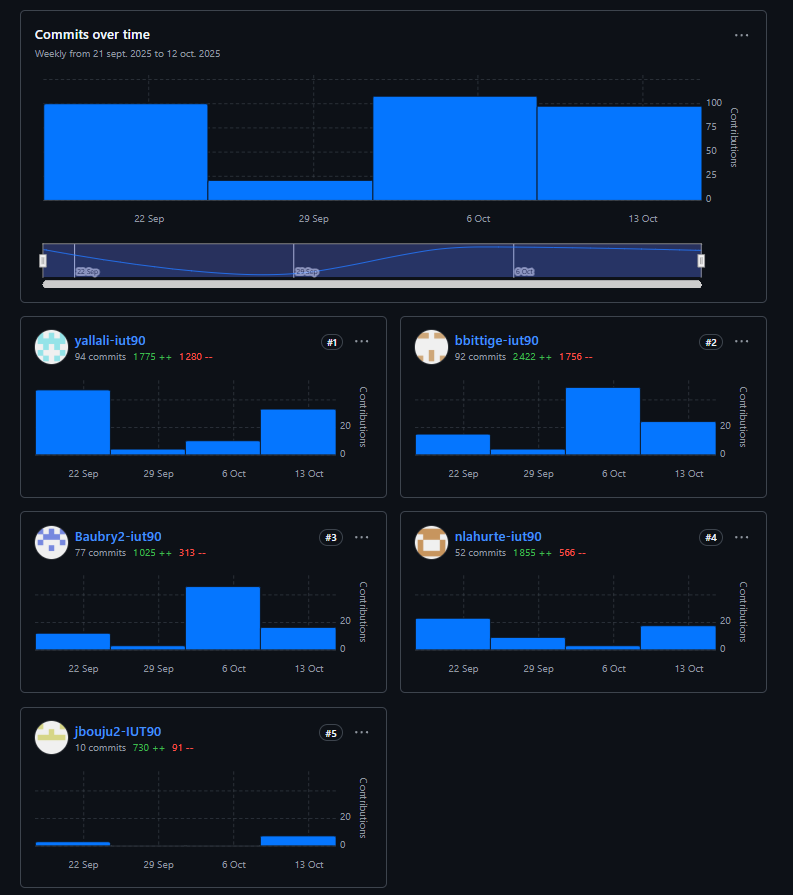 Commits over time
Weekly from 21 sept. 2025 to 12 oct. 2025
100
75
50
25
0
Contributions
22 Sep 29 Sep 6 Oct 13 Oct
22 Sep 29 Sep 6 Oct
yallali-iut90 #1
94 commits 1 775 ++ 1 280 --
Contributions
20
0
22 Sep 29 Sep 6 Oct 13 Oct
bbittige-iut90 #2
92 commits 2 422 ++ 1 756 --
Contributions
20
0
22 Sep 29 Sep 6 Oct 13 Oct
Baubry2-iut90 #3
77 commits 1 025 ++ 313 --
Contributions
20
0
22 Sep 29 Sep 6 Oct 13 Oct
nlahurte-iut90 #4
52 commits 1 855 ++ 566 --
Contributions
20
0
22 Sep 29 Sep 6 Oct 13 Oct
jbouju2-IUT90 #5
10 commits 730 ++ 91 --
Contributions
20
0
22 Sep 29 Sep 6 Oct 13 Oct